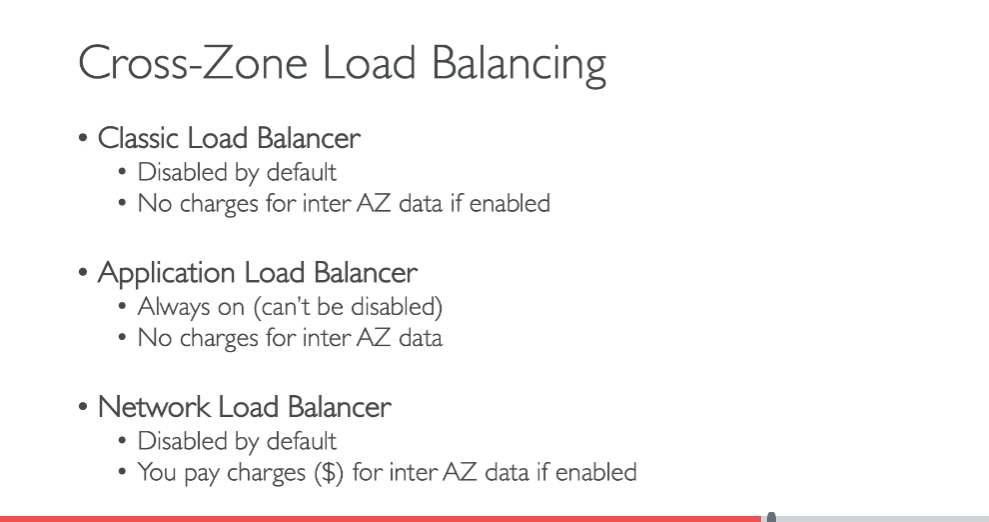 Cross-Zone Load Balancing
• Classic Load Balancer
• Disabled by default
• No charges for inter AZ data if enabled
• Application Load Balancer
• Always on (can't be disabled)
• No charges for inter AZ data
• Network Load Balancer
• Disabled by default
• You pay charges ($) for inter AZ data if enabled